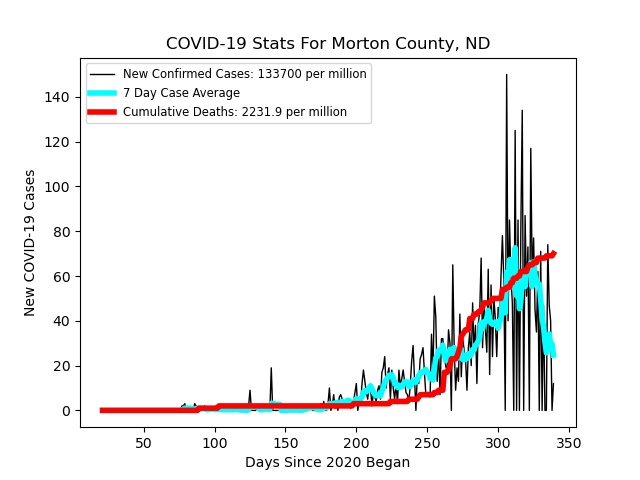 COVID-19 Stats For Morton County, ND
New Confirmed Cases: 133700 per million
7 Day Case Average
Cumulative Deaths: 2231.9 per million
New COVID-19 Cases
140
120
100
80
60
40
20
0
50 100 150 200 250 300 350
Days Since 2020 Began